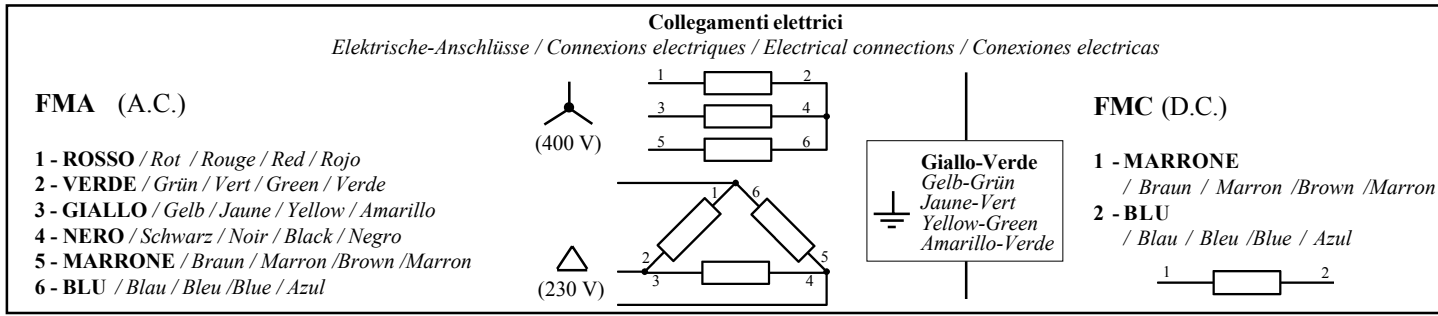 Collegamenti elettrici
Elektrische-Anschlüsse / Connexions electriques / Electrical connections / Conexiones electricas
FMA (A.C.)
1 - ROSSO / Rot / Rouge / Red / Rojo
2 - VERDE / Grün / Vert / Green / Verde
3 - GIALLO / Gelb / Jaune / Yellow / Amarillo
4 - NERO / Schwarz / Noir / Black / Negro
5 - MARRONE / Braun / Marron /Brown /Marron
6 - BLU / Blau / Bleu /Blue / Azul
(400 V)
1 2
3 4
5 6
(230 V)
1 6
2 5
3 4
Giallo-Verde
Gelb-Grün
Jaune-Vert
Yellow-Green
Amarillo-Verde
FMC (D.C.)
1 - MARRONE
/ Braun / Marron /Brown /Marron
2 - BLU
/ Blau / Bleu /Blue / Azul
1 2